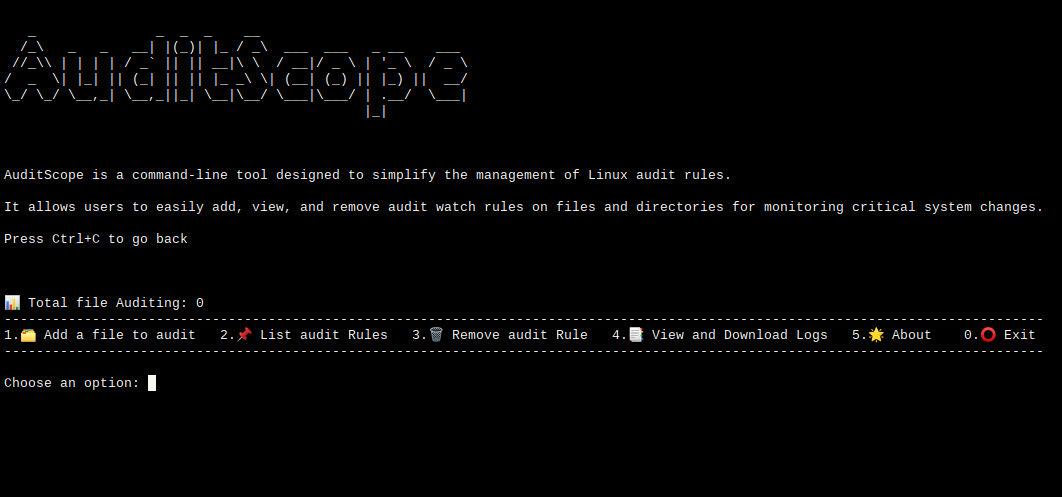 AuditScope
AuditScope is a command-line tool designed to simplify the management of Linux audit rules.
It allows users to easily add, view, and remove audit watch rules on files and directories for monitoring critical system changes.
Press Ctrl+C to go back
📊 Total file Auditing: 0
1.🗂️ Add a file to audit   2.📌 List audit Rules   3.🗑️ Remove audit Rule   4.📑 View and Download Logs   5.🌟 About    0.⭕ Exit
Choose an option: